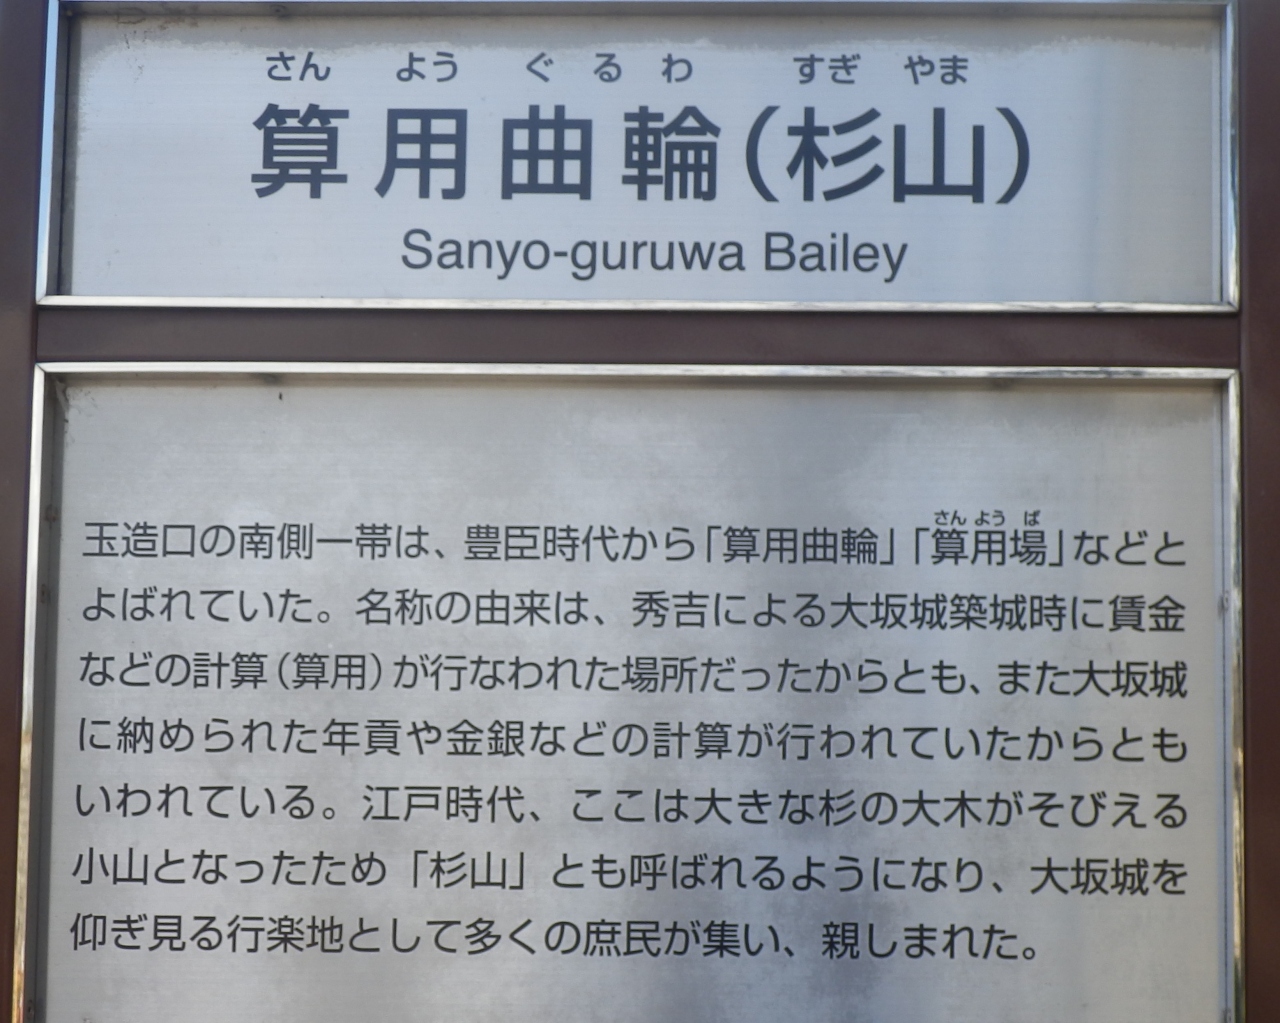 さん よう ぐ る わ すぎ やま
算用曲輪（杉山）
Sanyo-guruwa Bailey
さん よう ば
玉造口の南側一帯は、豊臣時代から「算用曲輪」「算用場」などと
よばれていた。名称の由来は、秀吉による大坂城築城時に賃金
などの計算（算用）が行なわれた場所だったからとも、また大坂城
に納められた年貢や金銀などの計算が行われていたからとも
いわれている。江戸時代、ここは大きな杉の大木がそびえる
小山となったため「杉山」とも呼ばれるようになり、大坂城を
仰ぎ見る行楽地として多くの庶民が集い、親しまれた。